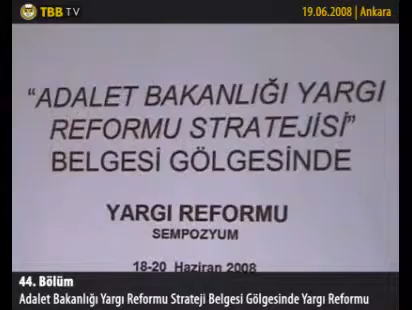 TBB TV
19.06.2008 | Ankara
“ADALET BAKANLIĞI YARGI
REFORMU STRATEJİSİ”
BELGESİ GÖLGESİNDE
YARGI REFORMU
SEMPOZYUM
18-20 Haziran 2008
44. Bölüm
Adalet Bakanlığı Yargı Reformu Strateji Belgesi Gölgesinde Yargı Reformu